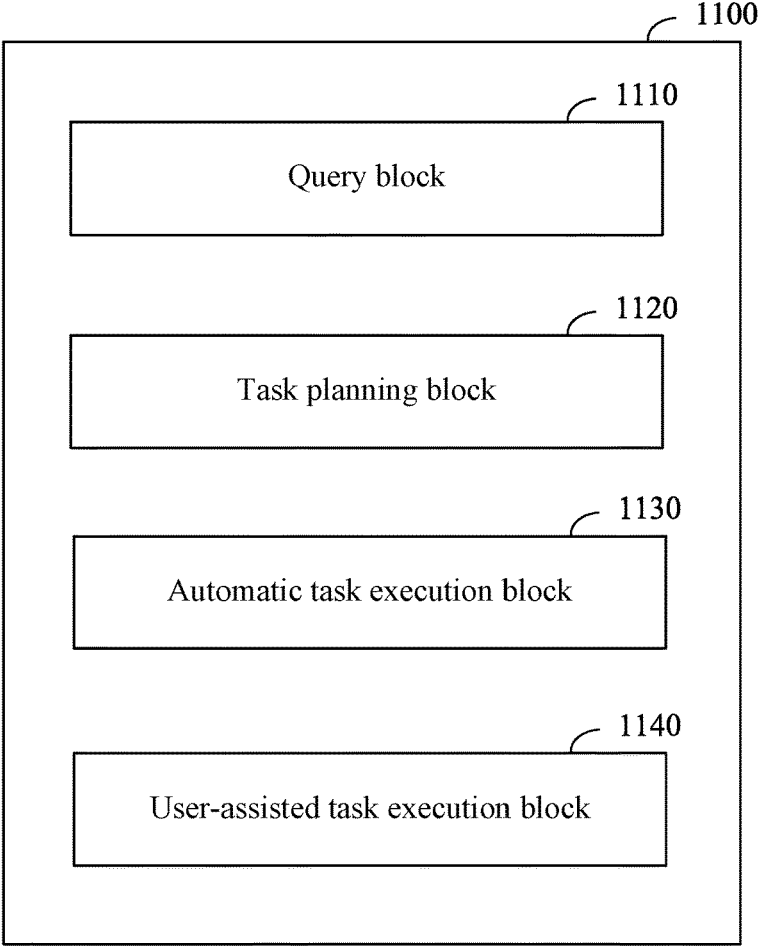 1100
1110
Query block
1120
Task planning block
1130
Automatic task execution block
1140
User-assisted task execution block